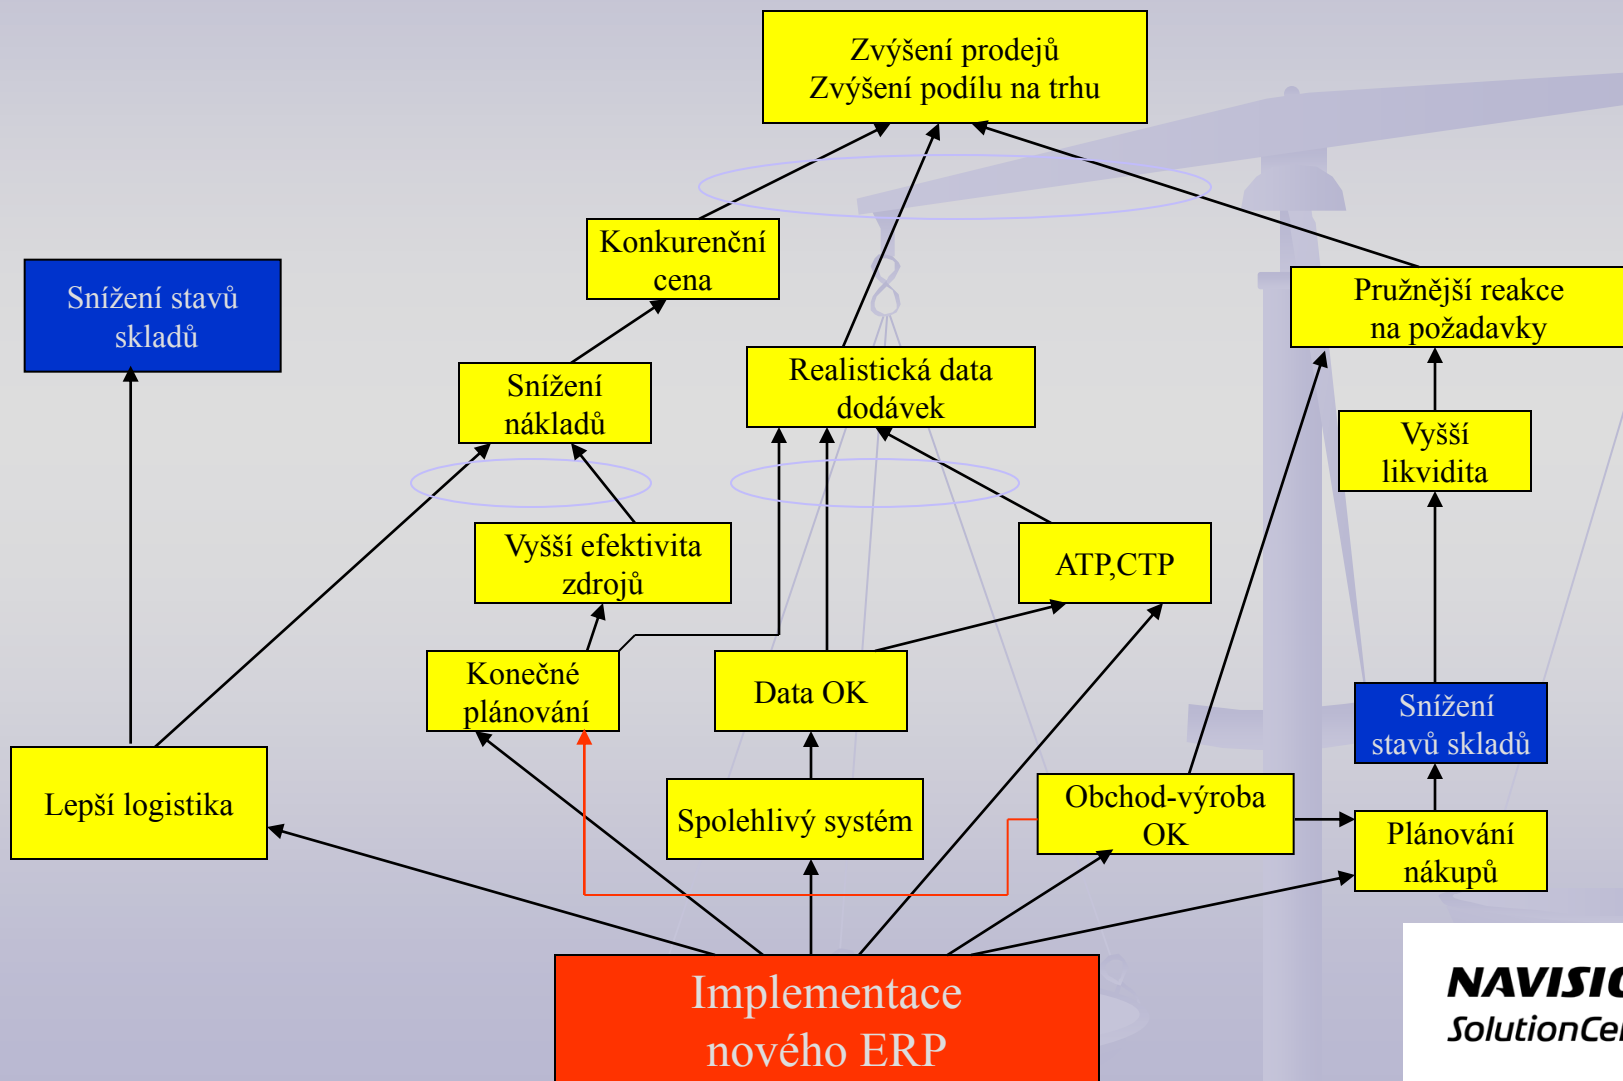 Zvýšení prodejů
Zvýšení podílu na trhu
Konkurenční
cena
Snížení stavů
skladů
Pružnější reakce
na požadavky
Snížení
nákladů
Realistická data
dodávek
Vyšší
likvidita
Vyšší efektivita
zdrojů
ATP,CTP
Konečné
plánování
Data OK
Snížení
stavů skladů
Lepší logistika
Spolehlivý systém
Obchod-výroba
OK
Plánování
nákupů
Implementace
nového ERP